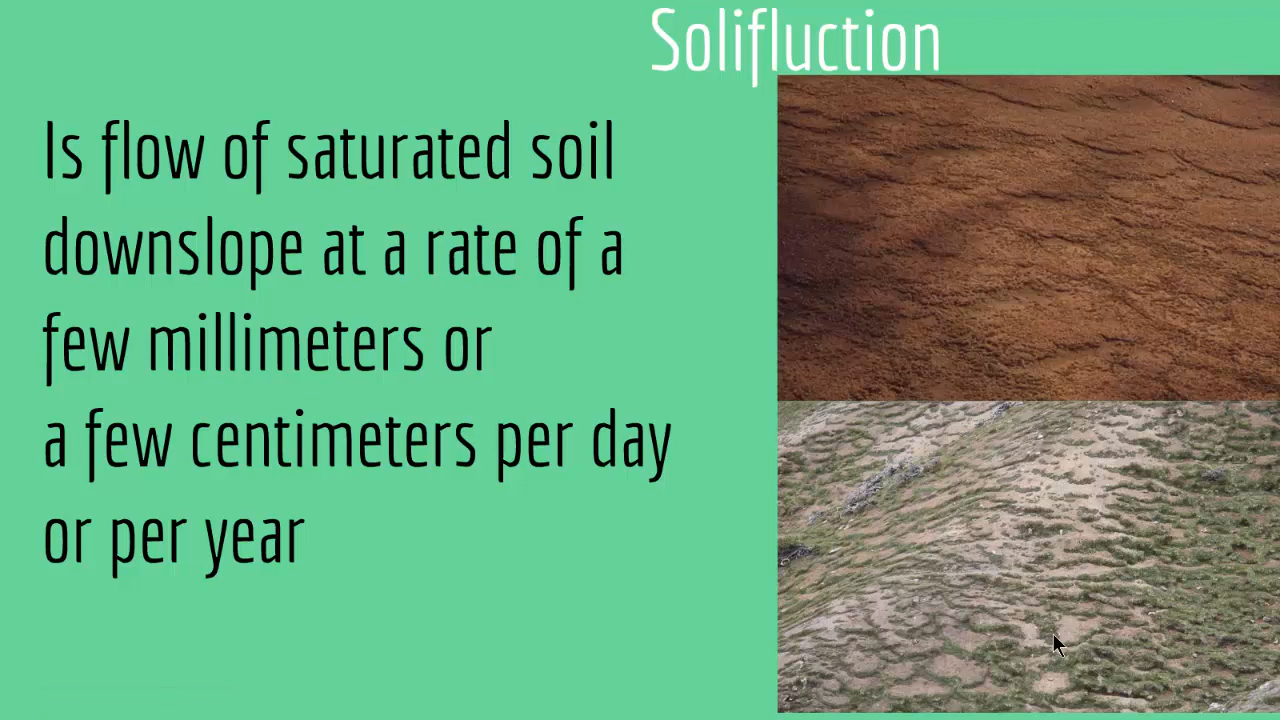 Solifluction
Is flow of saturated soil
downslope at a rate of a
few millimeters or
a few centimeters per day
or per year